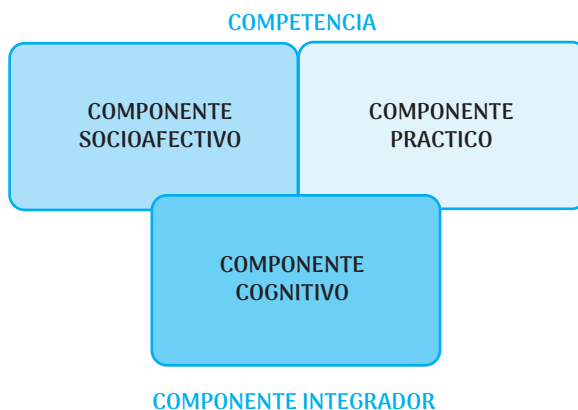 COMPETENCIA
COMPONENTE
SOCIOAFECTIVO
COMPONENTE
PRACTICO
COMPONENTE
COGNITIVO
COMPONENTE INTEGRADOR